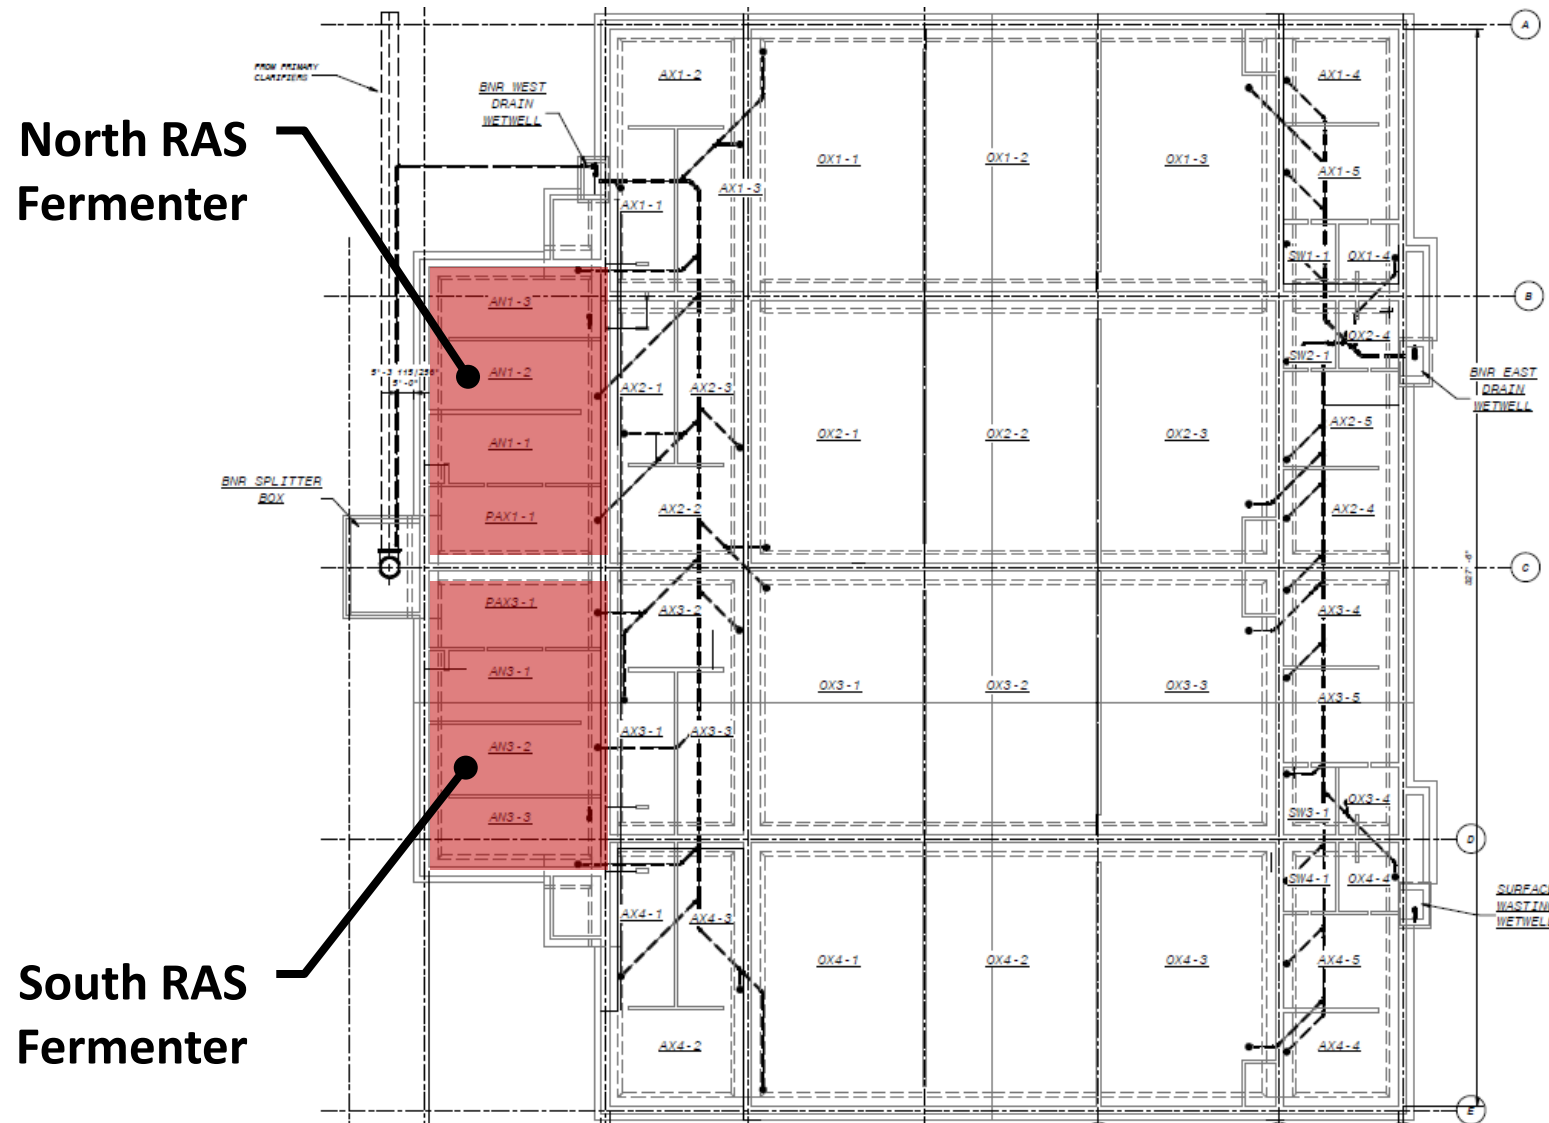 A
FROM PRIMARY
CLARIFIERS
AX1-2
AX1-4
BNR WEST
DRAIN
WETWELL
North RAS
Fermenter
OX1-1
OX1-2
OX1-3
AX1-5
AX1-3
AX1-1
SW1-1
OX1-4
AN1-3
B
OX2-4
SW2-1
AN1-2
5'-0"
BNR EAST
DRAIN
WETWELL
AX2-1
AX2-3
AX2-5
OX2-1
OX2-2
OX2-3
AN1-1
BNR SPLITTER
BOX
PAX1-1
AX2-2
AX2-4
C
PAX3-1
AX3-2
AX3-4
AN3-1
OX3-1
OX3-2
OX3-3
AX3-5
AX3-1
AX3-3
AN3-2
OX3-4
SW3-1
AN3-3
D
SW4-1
OX4-4
SURFACE
WASTING
WETWELL
AX4-1
AX4-3
OX4-1
OX4-2
OX4-3
AX4-5
South RAS
Fermenter
AX4-2
AX4-4
E